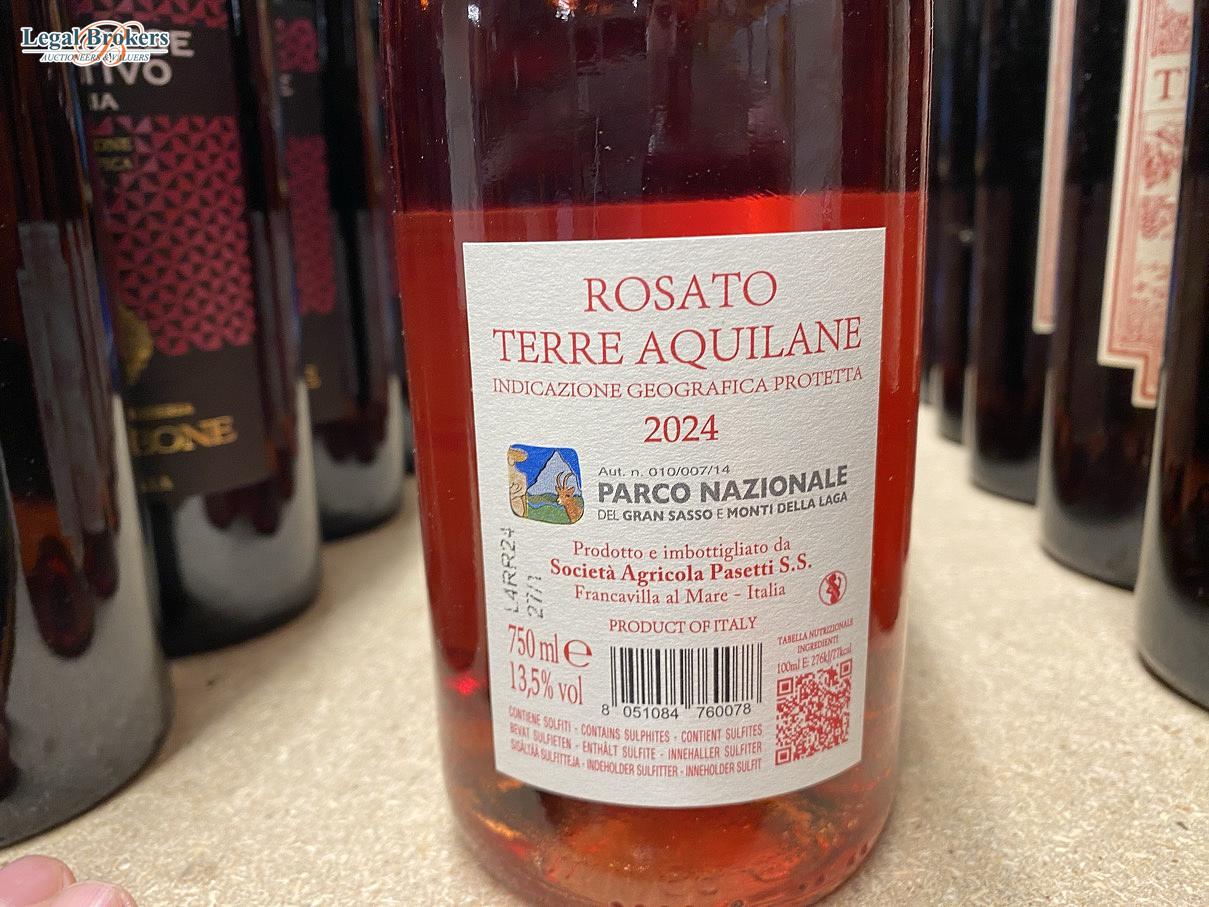 Legal Brokers
AUCTIONEERS & VALUERS
ROSATO
TERRE AQUILANE
INDICAZIONE GEOGRAFICA PROTETTA
2024
Aut. n. 010/007/14
PARCO NAZIONALE
DEL GRAN SASSO E MONTI DELLA LAGA
L4RR24
27/1
Prodotto e imbottigliato da
Società Agricola Pasetti S.S.
Francavilla al Mare - Italia
PRODUCT OF ITALY
750 ml e
13,5% vol
8 051084 760078
TABELLA NUTRIZIONALE
INGREDIENTI
100ml E: 276kJ/77kcal
CONTIENE SOLFITI - CONTAINS SULPHITES - CONTIENT SULFITES
BEVAT SULFIETEN - ENTHÄLT SULFITE - INNEHALLER SULFITER
SISÄLTÄÄ SULFITTEJA - INDEHOLDER SULFITTER - INNEHOLDER SULFIT